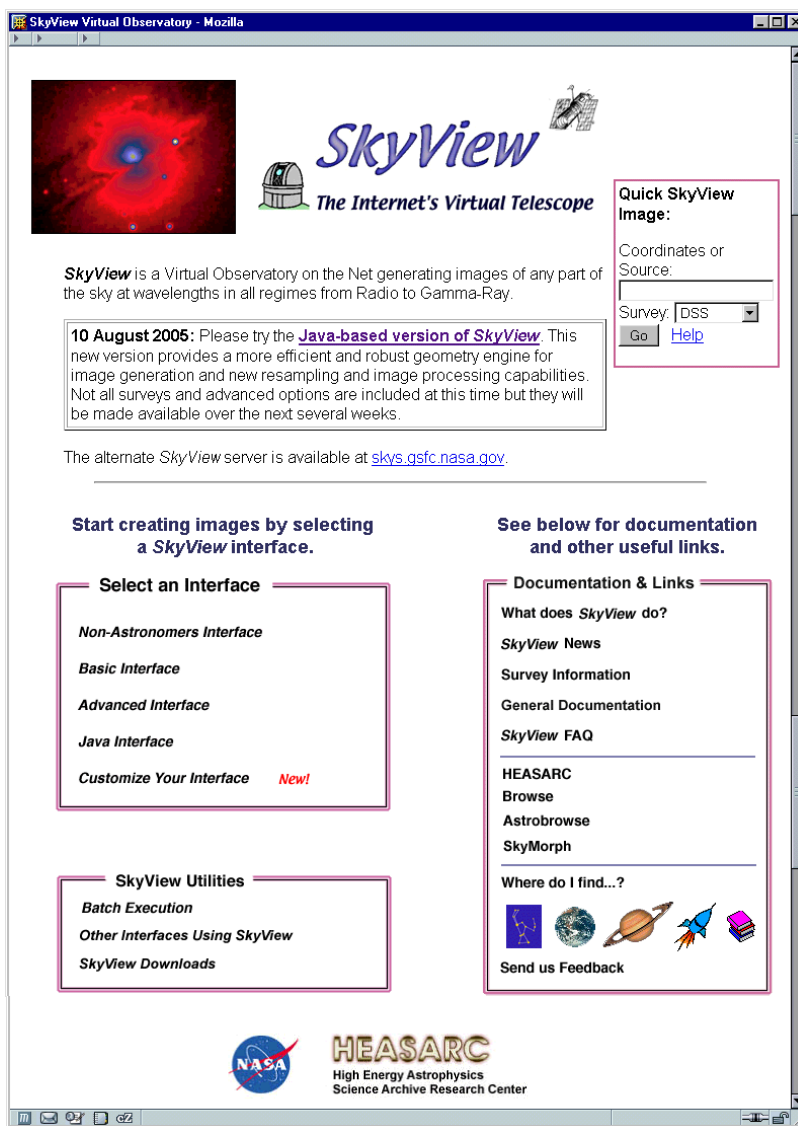 SkyView Virtual Observatory - Mozilla
SkyView
The Internet's Virtual Telescope
Quick SkyView
Image:
Coordinates or
Source:
Survey: DSS
Go Help
SkyView is a Virtual Observatory on the Net generating images of any part of
the sky at wavelengths in all regimes from Radio to Gamma-Ray.
10 August 2005: Please try the Java-based version of SkyView. This
new version provides a more efficient and robust geometry engine for
image generation and new resampling and image processing capabilities.
Not all surveys and advanced options are included at this time but they will
be made available over the next several weeks.
The alternate SkyView server is available at skys.gsfc.nasa.gov.
Start creating images by selecting
a SkyView interface.
Select an Interface
Non-Astronomers Interface
Basic Interface
Advanced Interface
Java Interface
Customize Your Interface New!
SkyView Utilities
Batch Execution
Other Interfaces Using SkyView
SkyView Downloads
See below for documentation
and other useful links.
Documentation & Links
What does SkyView do?
SkyView News
Survey Information
General Documentation
SkyView FAQ
HEASARC
Browse
Astrobrowse
SkyMorph
Where do I find...?
Send us Feedback
NASA
HEASARC
High Energy Astrophysics
Science Archive Research Center